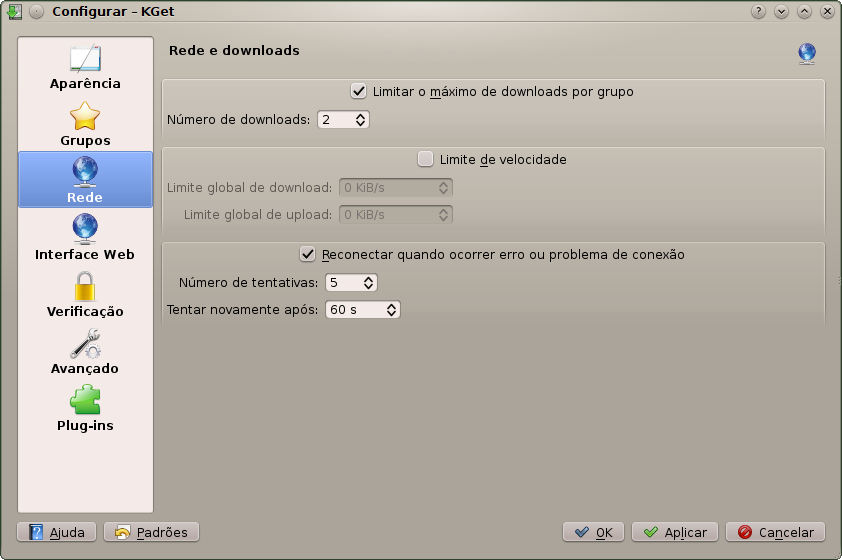 Configurar – KGet
Aparência
Grupos
Rede
Interface Web
Verificação
Avançado
Plug-ins
Rede e downloads
Limitar o máximo de downloads por grupo
Número de downloads: 2
Limite de velocidade
Limite global de download: 0 KiB/s
Limite global de upload: 0 KiB/s
Reconectar quando ocorrer erro ou problema de conexão
Número de tentativas: 5
Tentar novamente após: 60 s
Ajuda Padrões OK Aplicar Cancelar